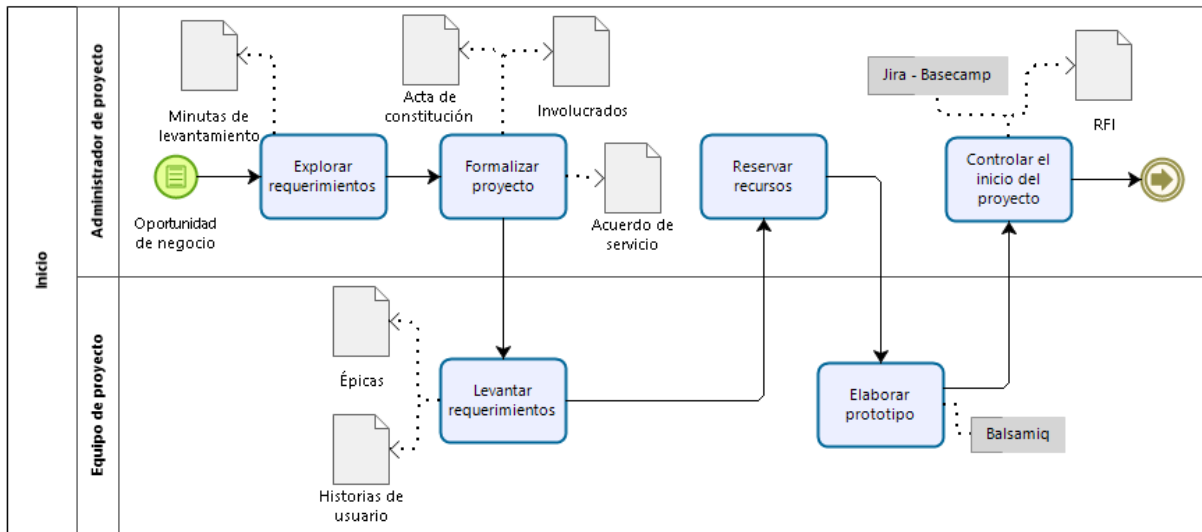 Inicio
Administrador de proyecto
Minutas de
levantamiento
Acta de
constitución
Involucrados
Jira - Basecamp
RFI
Oportunidad
de negocio
Explorar
requerimientos
Formalizar
proyecto
Acuerdo de
servicio
Reservar
recursos
Controlar el
inicio del
proyecto
Equipo de proyecto
Épicas
Historias de
usuario
Levantar
requerimientos
Elaborar
prototipo
Balsamiq